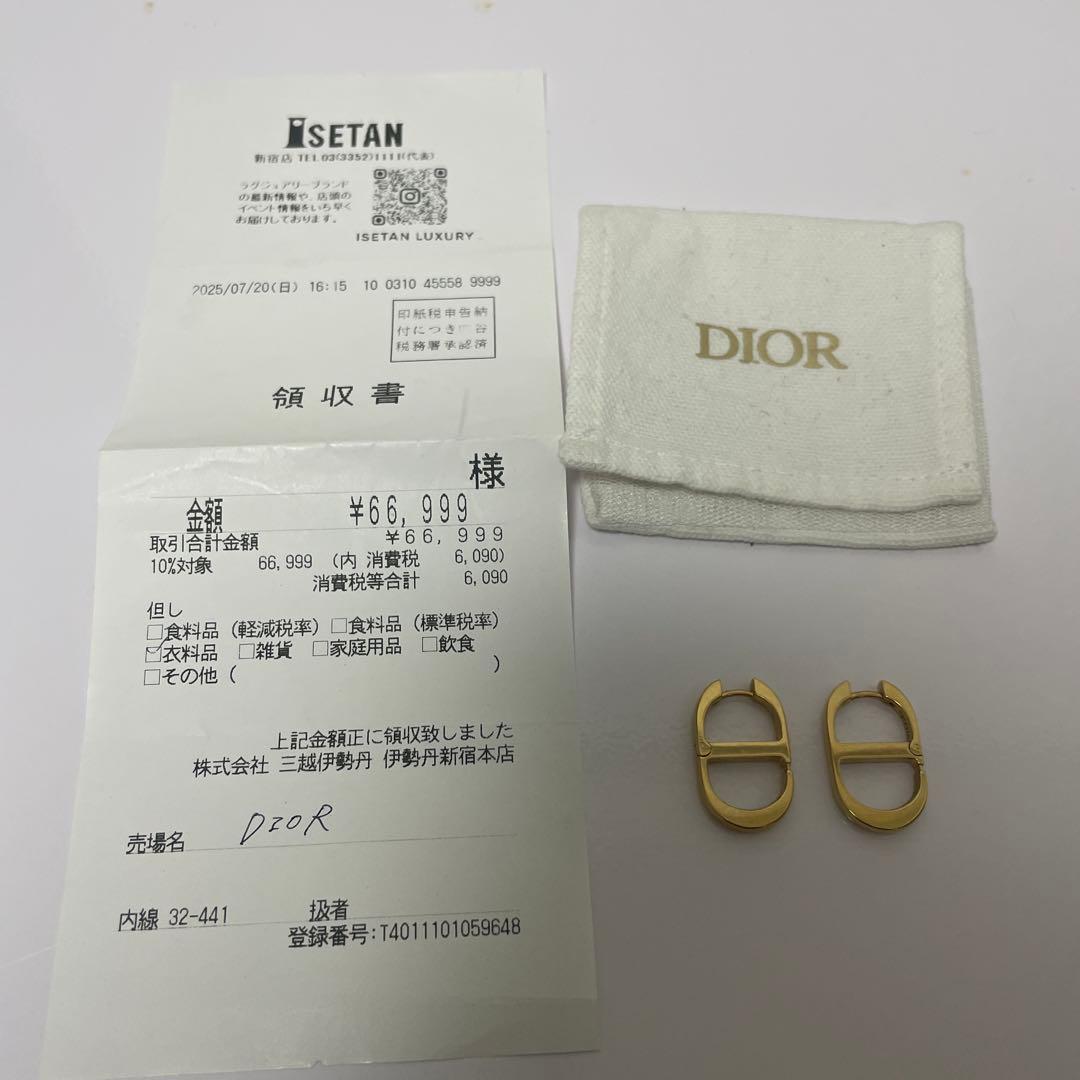 ISETAN
新宿店 TEL 03(3352)1111(代表)
ラグジュアリーブランド
の最新情報や、店頭の
イベント情報をいち早く
お届けしております。
ISETAN LUXURY
2025/07/20(日) 16:15 10 0310 45558 9999
印紙税申告納
付につき 谷
税務署承認済
領収書
様
金額 ¥66,999
取引合計金額 ¥66,999
10%対象 66,999 (内 消費税 6,090)
消費税等合計 6,090
但し
□食料品 (軽減税率) □食料品 (標準税率)
☑衣料品 □雑貨 □家庭用品 □飲食
□その他 ( )
上記金額正に領収致しました
株式会社 三越伊勢丹 伊勢丹新宿本店
売場名 DIOR
内線 32-441 扱者
登録番号:T4011101059648
DIOR